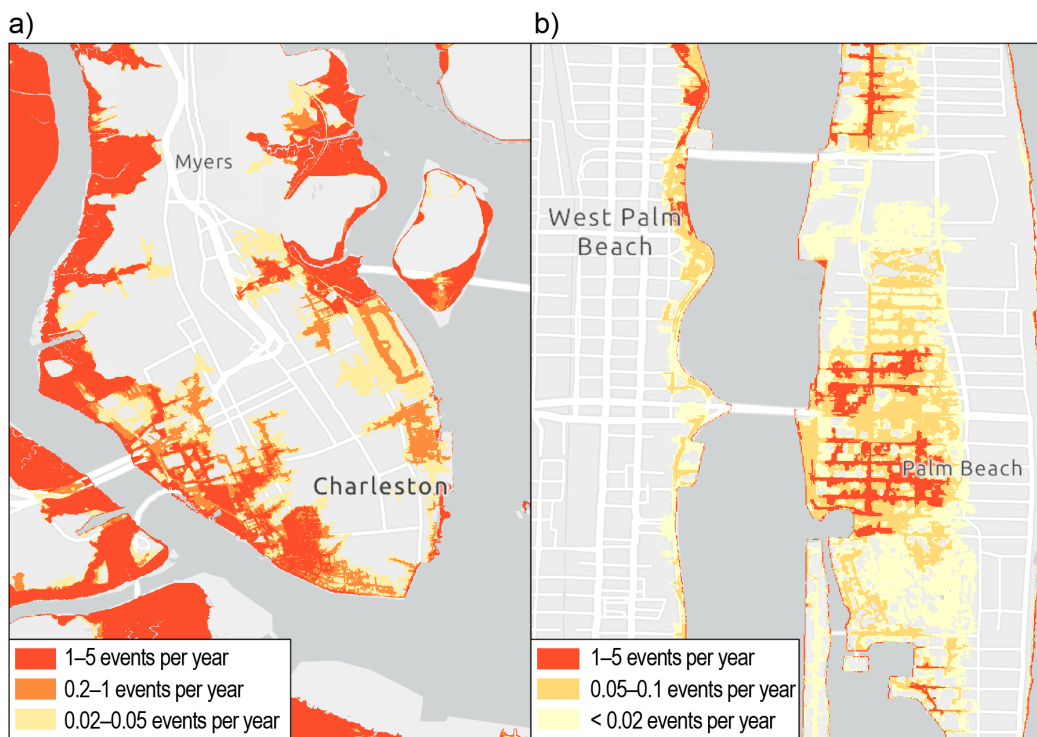 a)
Myers
Charleston
1–5 events per year
0.2–1 events per year
0.02–0.05 events per year
b)
West Palm
Beach
Palm Beach
1–5 events per year
0.05–0.1 events per year
< 0.02 events per year